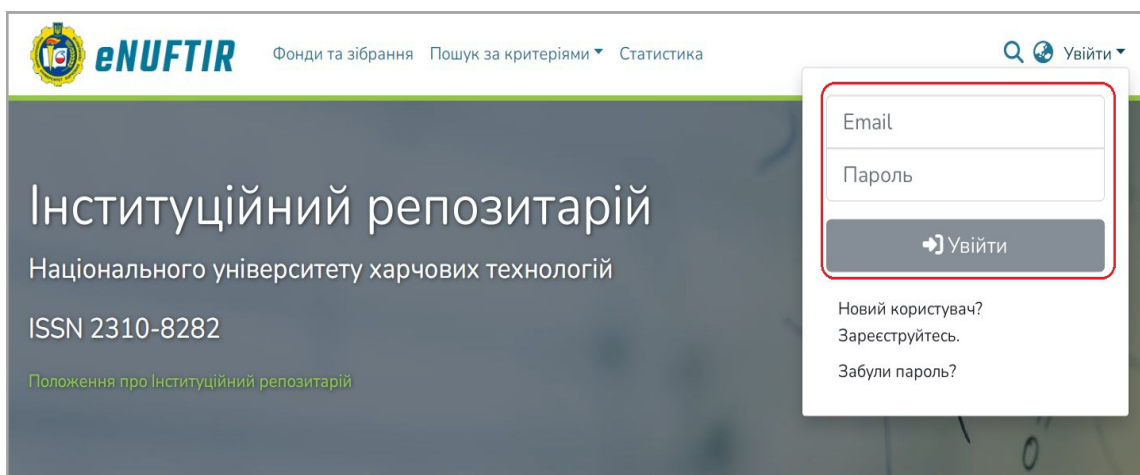 eNUFTIR
Фонди та зібрання Пошук за критеріями Статистика
Увійти
Email
Пароль
Увійти
Новий користувач?
Зареєструйтесь.
Забули пароль?
Інституційний репозитарій
Національного університету харчових технологій
ISSN 2310-8282
Положення про Інституційний репозитарій